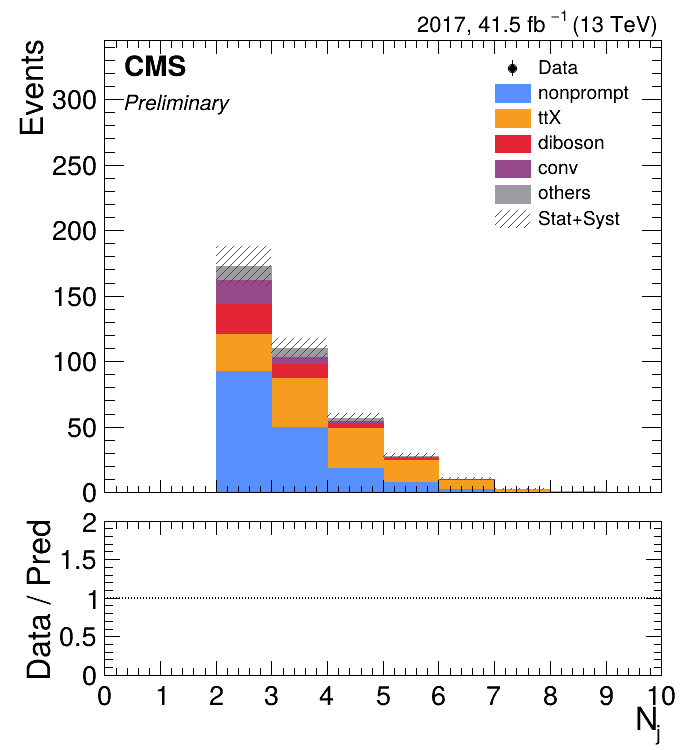 2017, 41.5 fb⁻¹ (13 TeV)
Events
CMS
Preliminary
Data
nonprompt
ttX
diboson
conv
others
Stat+Syst
300
250
200
150
100
50
0
Data / Pred
2
1.5
1
0.5
0
0 1 2 3 4 5 6 7 8 9 10
Nj